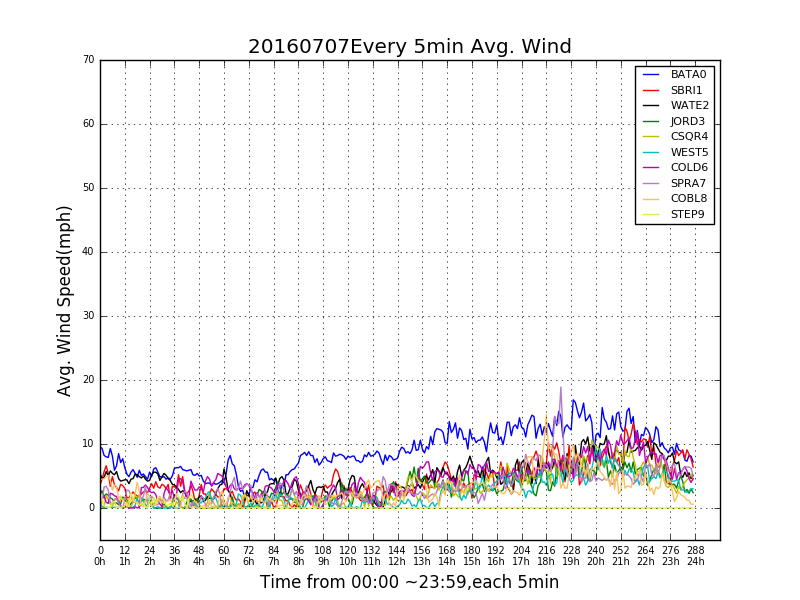 20160707Every 5min Avg. Wind
70
60
50
40
30
20
10
0
Avg. Wind Speed(mph)
BATA0
SBRI1
WATE2
JORD3
CSQR4
WEST5
COLD6
SPRA7
COBL8
STEP9
0 12 24 36 48 60 72 84 96 108 120 132 144 156 168 180 192 204 216 228 240 252 264 276 288
0h 1h 2h 3h 4h 5h 6h 7h 8h 9h 10h 11h 12h 13h 14h 15h 16h 17h 18h 19h 20h 21h 22h 23h 24h
Time from 00:00 ~23:59,each 5min